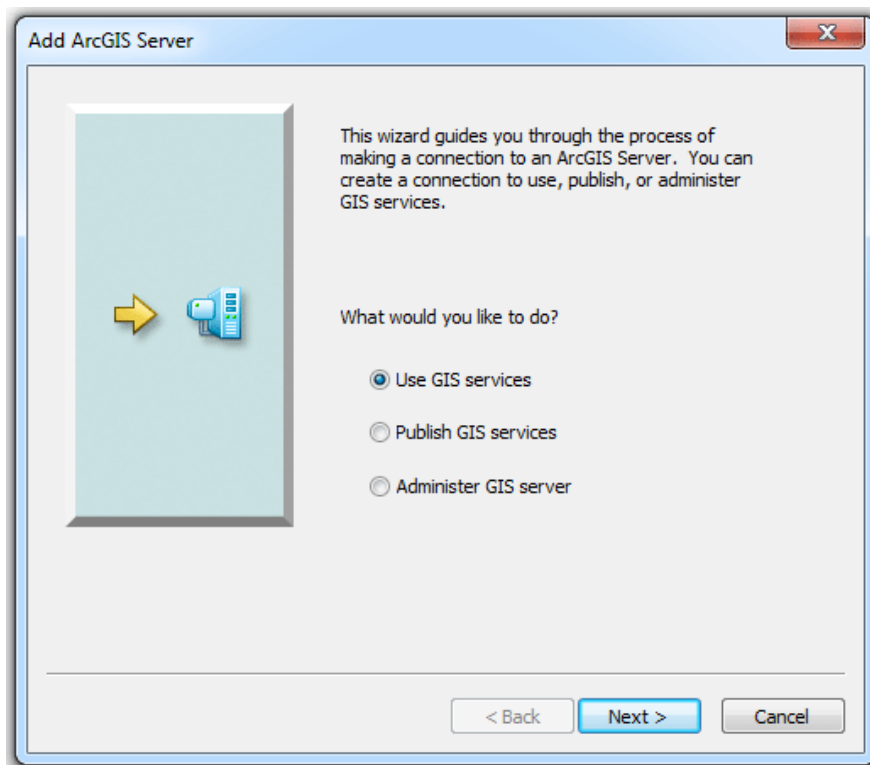 Add ArcGIS Server
This wizard guides you through the process of
making a connection to an ArcGIS Server.  You can
create a connection to use, publish, or administer
GIS services.
What would you like to do?
Use GIS services
Publish GIS services
Administer GIS server
< Back
Next >
Cancel